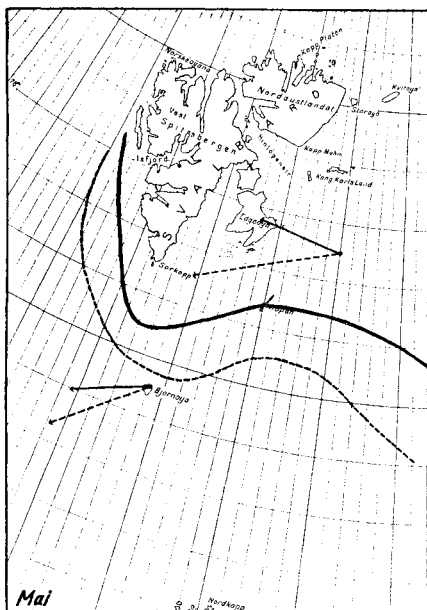 Kapp Platen
Nordaustlandet
Kvitøya
Storøya
Vest
Spitsbergen
Hinlopenstr
Kapp Mohn
Kong Karls Land
Isfjord
Sørkapp
Hopen
Bjørnøya
Nordkapp
Mai